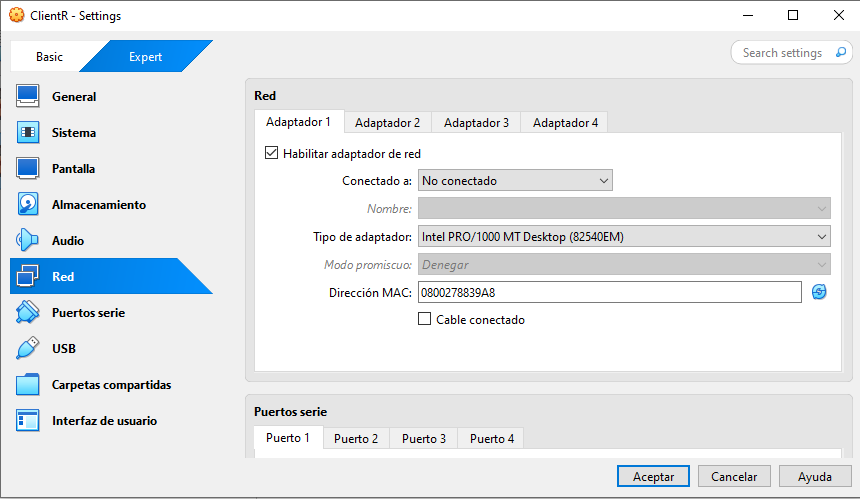 ClientR - Settings
Basic
Expert
Search settings
General
Sistema
Pantalla
Almacenamiento
Audio
Red
Puertos serie
USB
Carpetas compartidas
Interfaz de usuario
Red
Adaptador 1
Adaptador 2
Adaptador 3
Adaptador 4
Habilitar adaptador de red
Conectado a: No conectado
Nombre:
Tipo de adaptador: Intel PRO/1000 MT Desktop (82540EM)
Modo promiscuo: Denegar
Dirección MAC: 0800278839A8
Cable conectado
Puertos serie
Puerto 1
Puerto 2
Puerto 3
Puerto 4
Aceptar
Cancelar
Ayuda